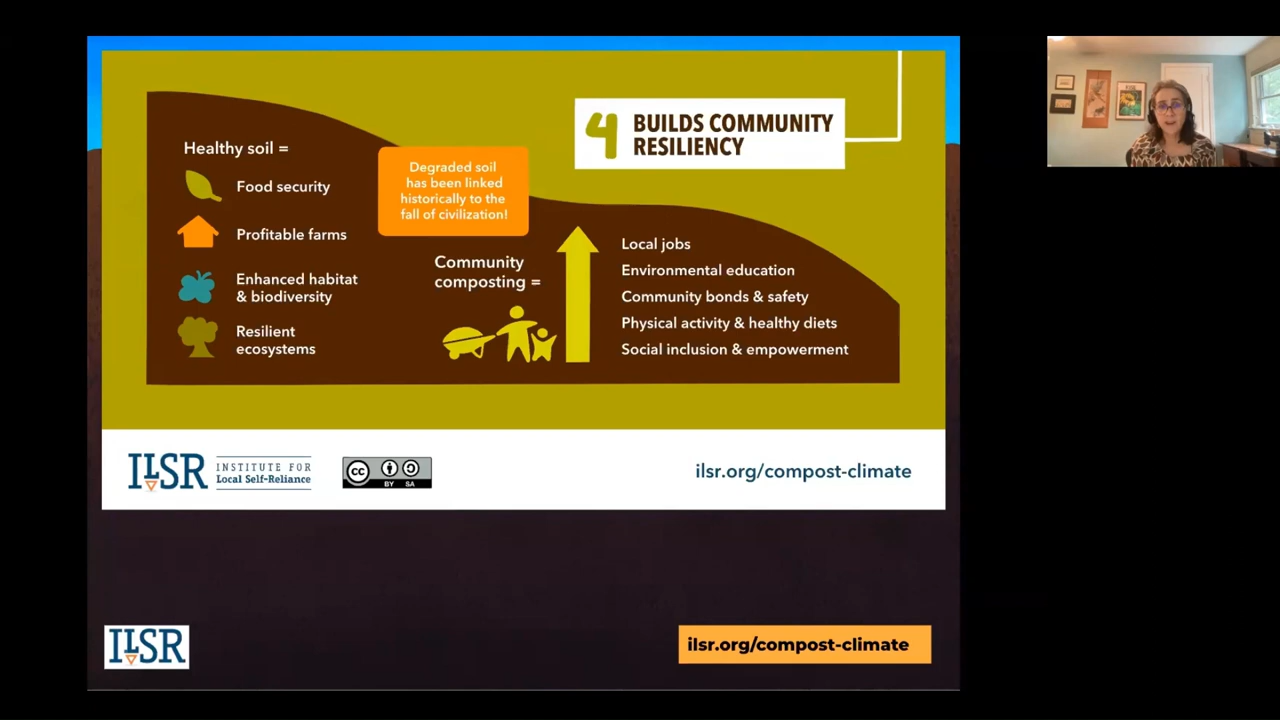 4
BUILDS COMMUNITY
RESILIENCY
Healthy soil =
Food security
Profitable farms
Enhanced habitat
& biodiversity
Resilient
ecosystems
Degraded soil
has been linked
historically to the
fall of civilization!
Community
composting =
Local jobs
Environmental education
Community bonds & safety
Physical activity & healthy diets
Social inclusion & empowerment
ILSR
INSTITUTE FOR
Local Self-Reliance
cc
BY SA
ilsr.org/compost-climate
ILSR
ilsr.org/compost-climate